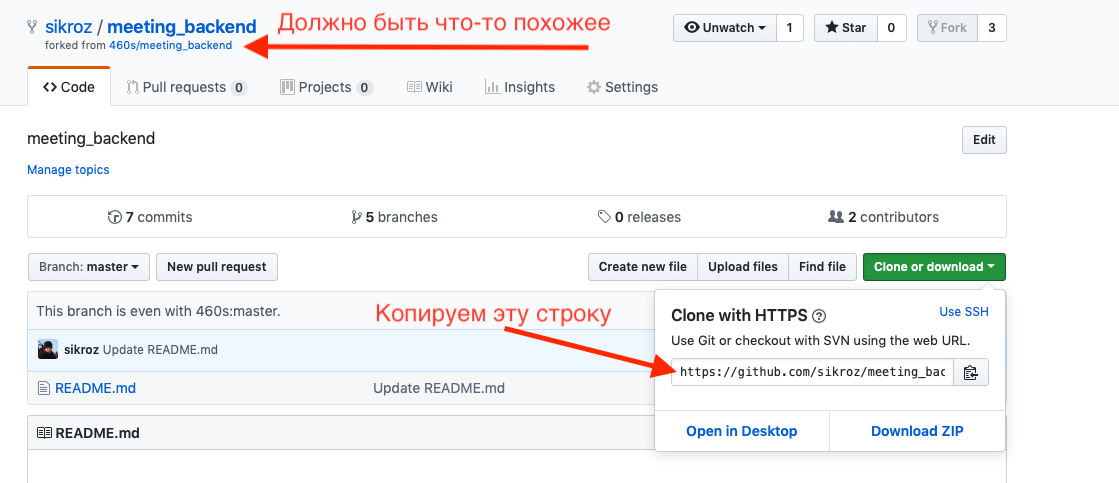 sikroz / meeting_backend
forked from 460s/meeting_backend
Должно быть что-то похожее
Unwatch 1 Star 0 Fork 3
Code Pull requests 0 Projects 0 Wiki Insights Settings
meeting_backend
Edit
Manage topics
7 commits 5 branches 0 releases 2 contributors
Branch: master New pull request Create new file Upload files Find file Clone or download
This branch is even with 460s:master.
Копируем эту строку
Clone with HTTPS ? Use SSH
Use Git or checkout with SVN using the web URL.
sikroz Update README.md
https://github.com/sikroz/meeting_bac
README.md Update README.md
Open in Desktop Download ZIP
README.md